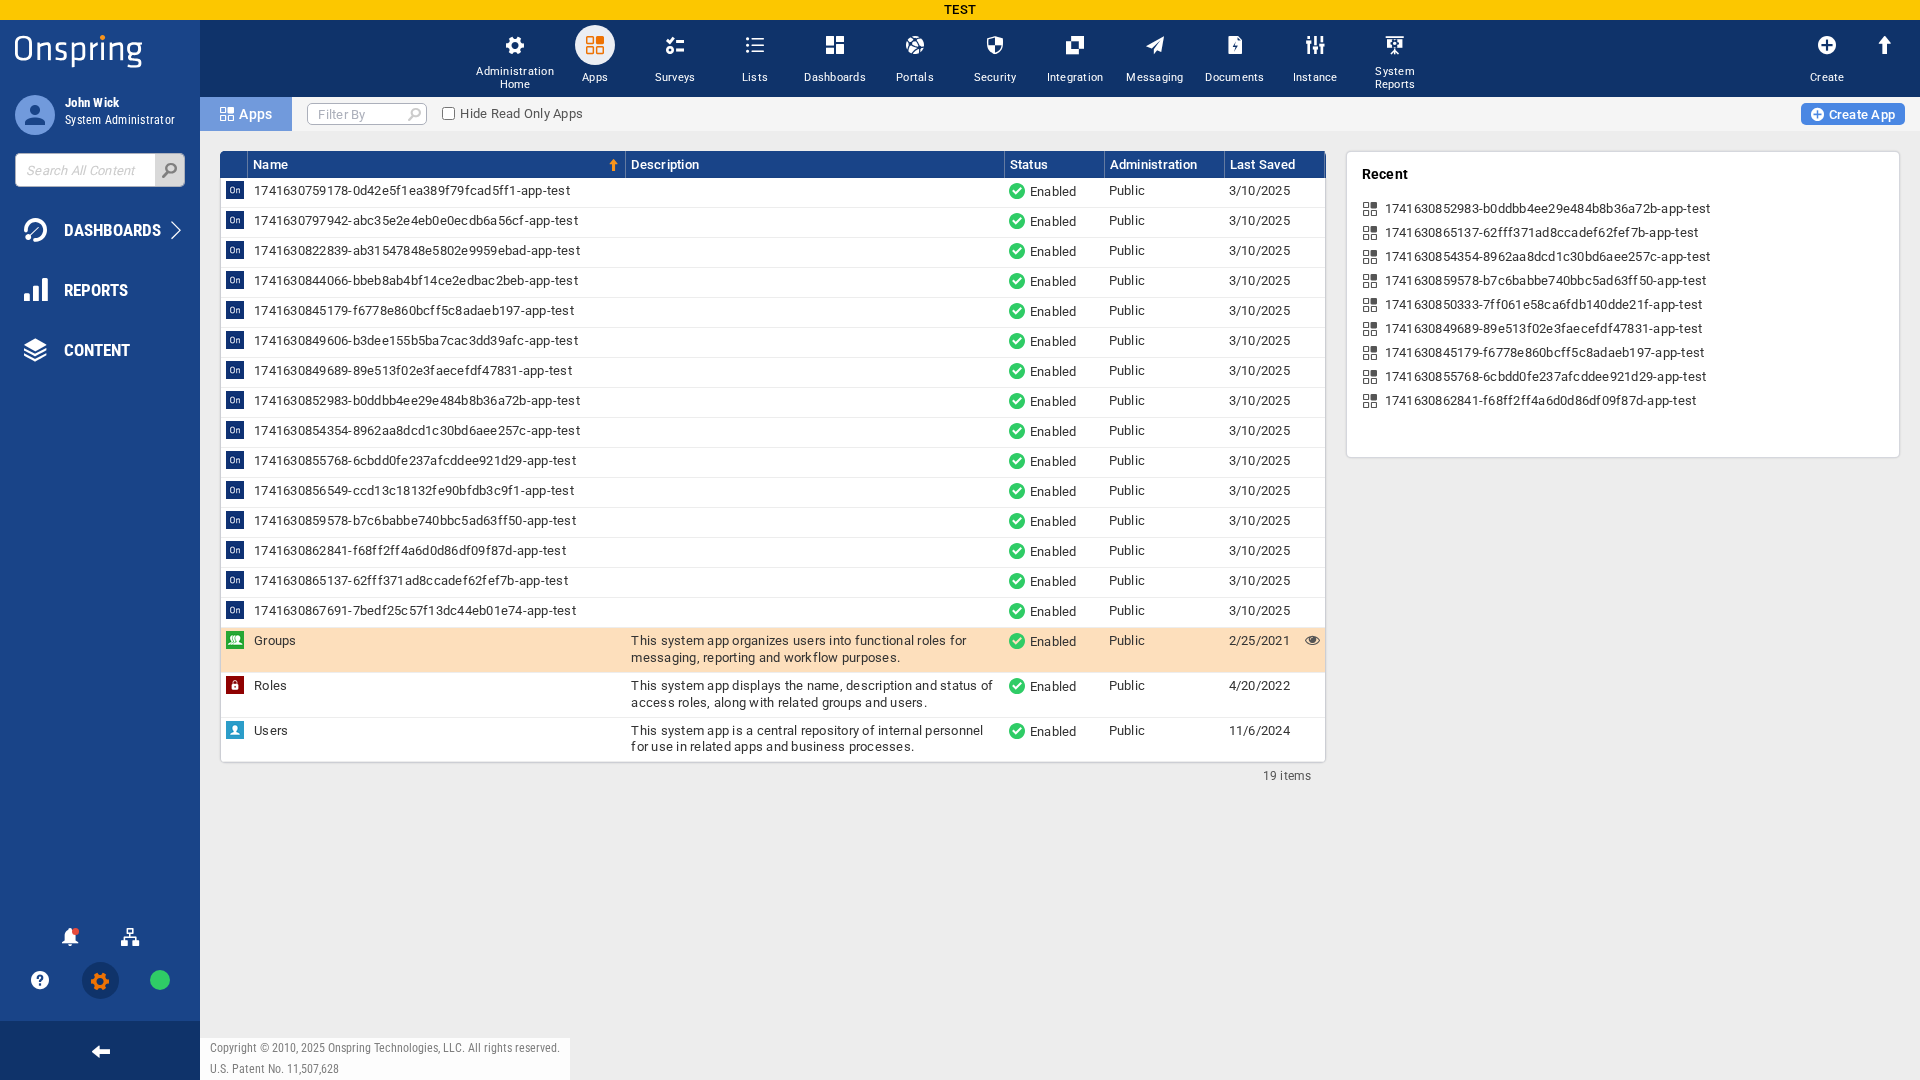 TEST
Onspring
John Wick
System Administrator
Search All Content
DASHBOARDS
REPORTS
CONTENT
Administration Home
Apps
Surveys
Lists
Dashboards
Portals
Security
Integration
Messaging
Documents
Instance
System Reports
Create
Apps
Filter By
Hide Read Only Apps
Create App
Name Description Status Administration Last Saved
On 1741630759178-0d42e5f1ea389f79fcad5ff1-app-test Enabled Public 3/10/2025
On 1741630797942-abc35e2e4eb0e0ecdb6a56cf-app-test Enabled Public 3/10/2025
On 1741630822839-ab31547848e5802e9959ebad-app-test Enabled Public 3/10/2025
On 1741630844066-bbeb8ab4bf14ce2edbac2beb-app-test Enabled Public 3/10/2025
On 1741630845179-f6778e860bcff5c8adaeb197-app-test Enabled Public 3/10/2025
On 1741630849606-b3dee155b5ba7cac3dd39afc-app-test Enabled Public 3/10/2025
On 1741630849689-89e513f02e3faecefdf47831-app-test Enabled Public 3/10/2025
On 1741630852983-b0ddbb4ee29e484b8b36a72b-app-test Enabled Public 3/10/2025
On 1741630854354-8962aa8dcd1c30bd6aee257c-app-test Enabled Public 3/10/2025
On 1741630855768-6cbdd0fe237afcddee921d29-app-test Enabled Public 3/10/2025
On 1741630856549-ccd13c18132fe90bfdb3c9f1-app-test Enabled Public 3/10/2025
On 1741630859578-b7c6babbe740bbc5ad63ff50-app-test Enabled Public 3/10/2025
On 1741630862841-f68ff2ff4a6d0d86df09f87d-app-test Enabled Public 3/10/2025
On 1741630865137-62fff371ad8ccadef62fef7b-app-test Enabled Public 3/10/2025
On 1741630867691-7bedf25c57f13dc44eb01e74-app-test Enabled Public 3/10/2025
Groups This system app organizes users into functional roles for Enabled Public 2/25/2021
messaging, reporting and workflow purposes.
Roles This system app displays the name, description and status of Enabled Public 4/20/2022
access roles, along with related groups and users.
Users This system app is a central repository of internal personnel Enabled Public 11/6/2024
for use in related apps and business processes.
19 items
Recent
1741630852983-b0ddbb4ee29e484b8b36a72b-app-test
1741630865137-62fff371ad8ccadef62fef7b-app-test
1741630854354-8962aa8dcd1c30bd6aee257c-app-test
1741630859578-b7c6babbe740bbc5ad63ff50-app-test
1741630850333-7ff061e58ca6fdb140dde21f-app-test
1741630849689-89e513f02e3faecefdf47831-app-test
1741630845179-f6778e860bcff5c8adaeb197-app-test
1741630855768-6cbdd0fe237afcddee921d29-app-test
1741630862841-f68ff2ff4a6d0d86df09f87d-app-test
Copyright © 2010, 2025 Onspring Technologies, LLC. All rights reserved.
U.S. Patent No. 11,507,628